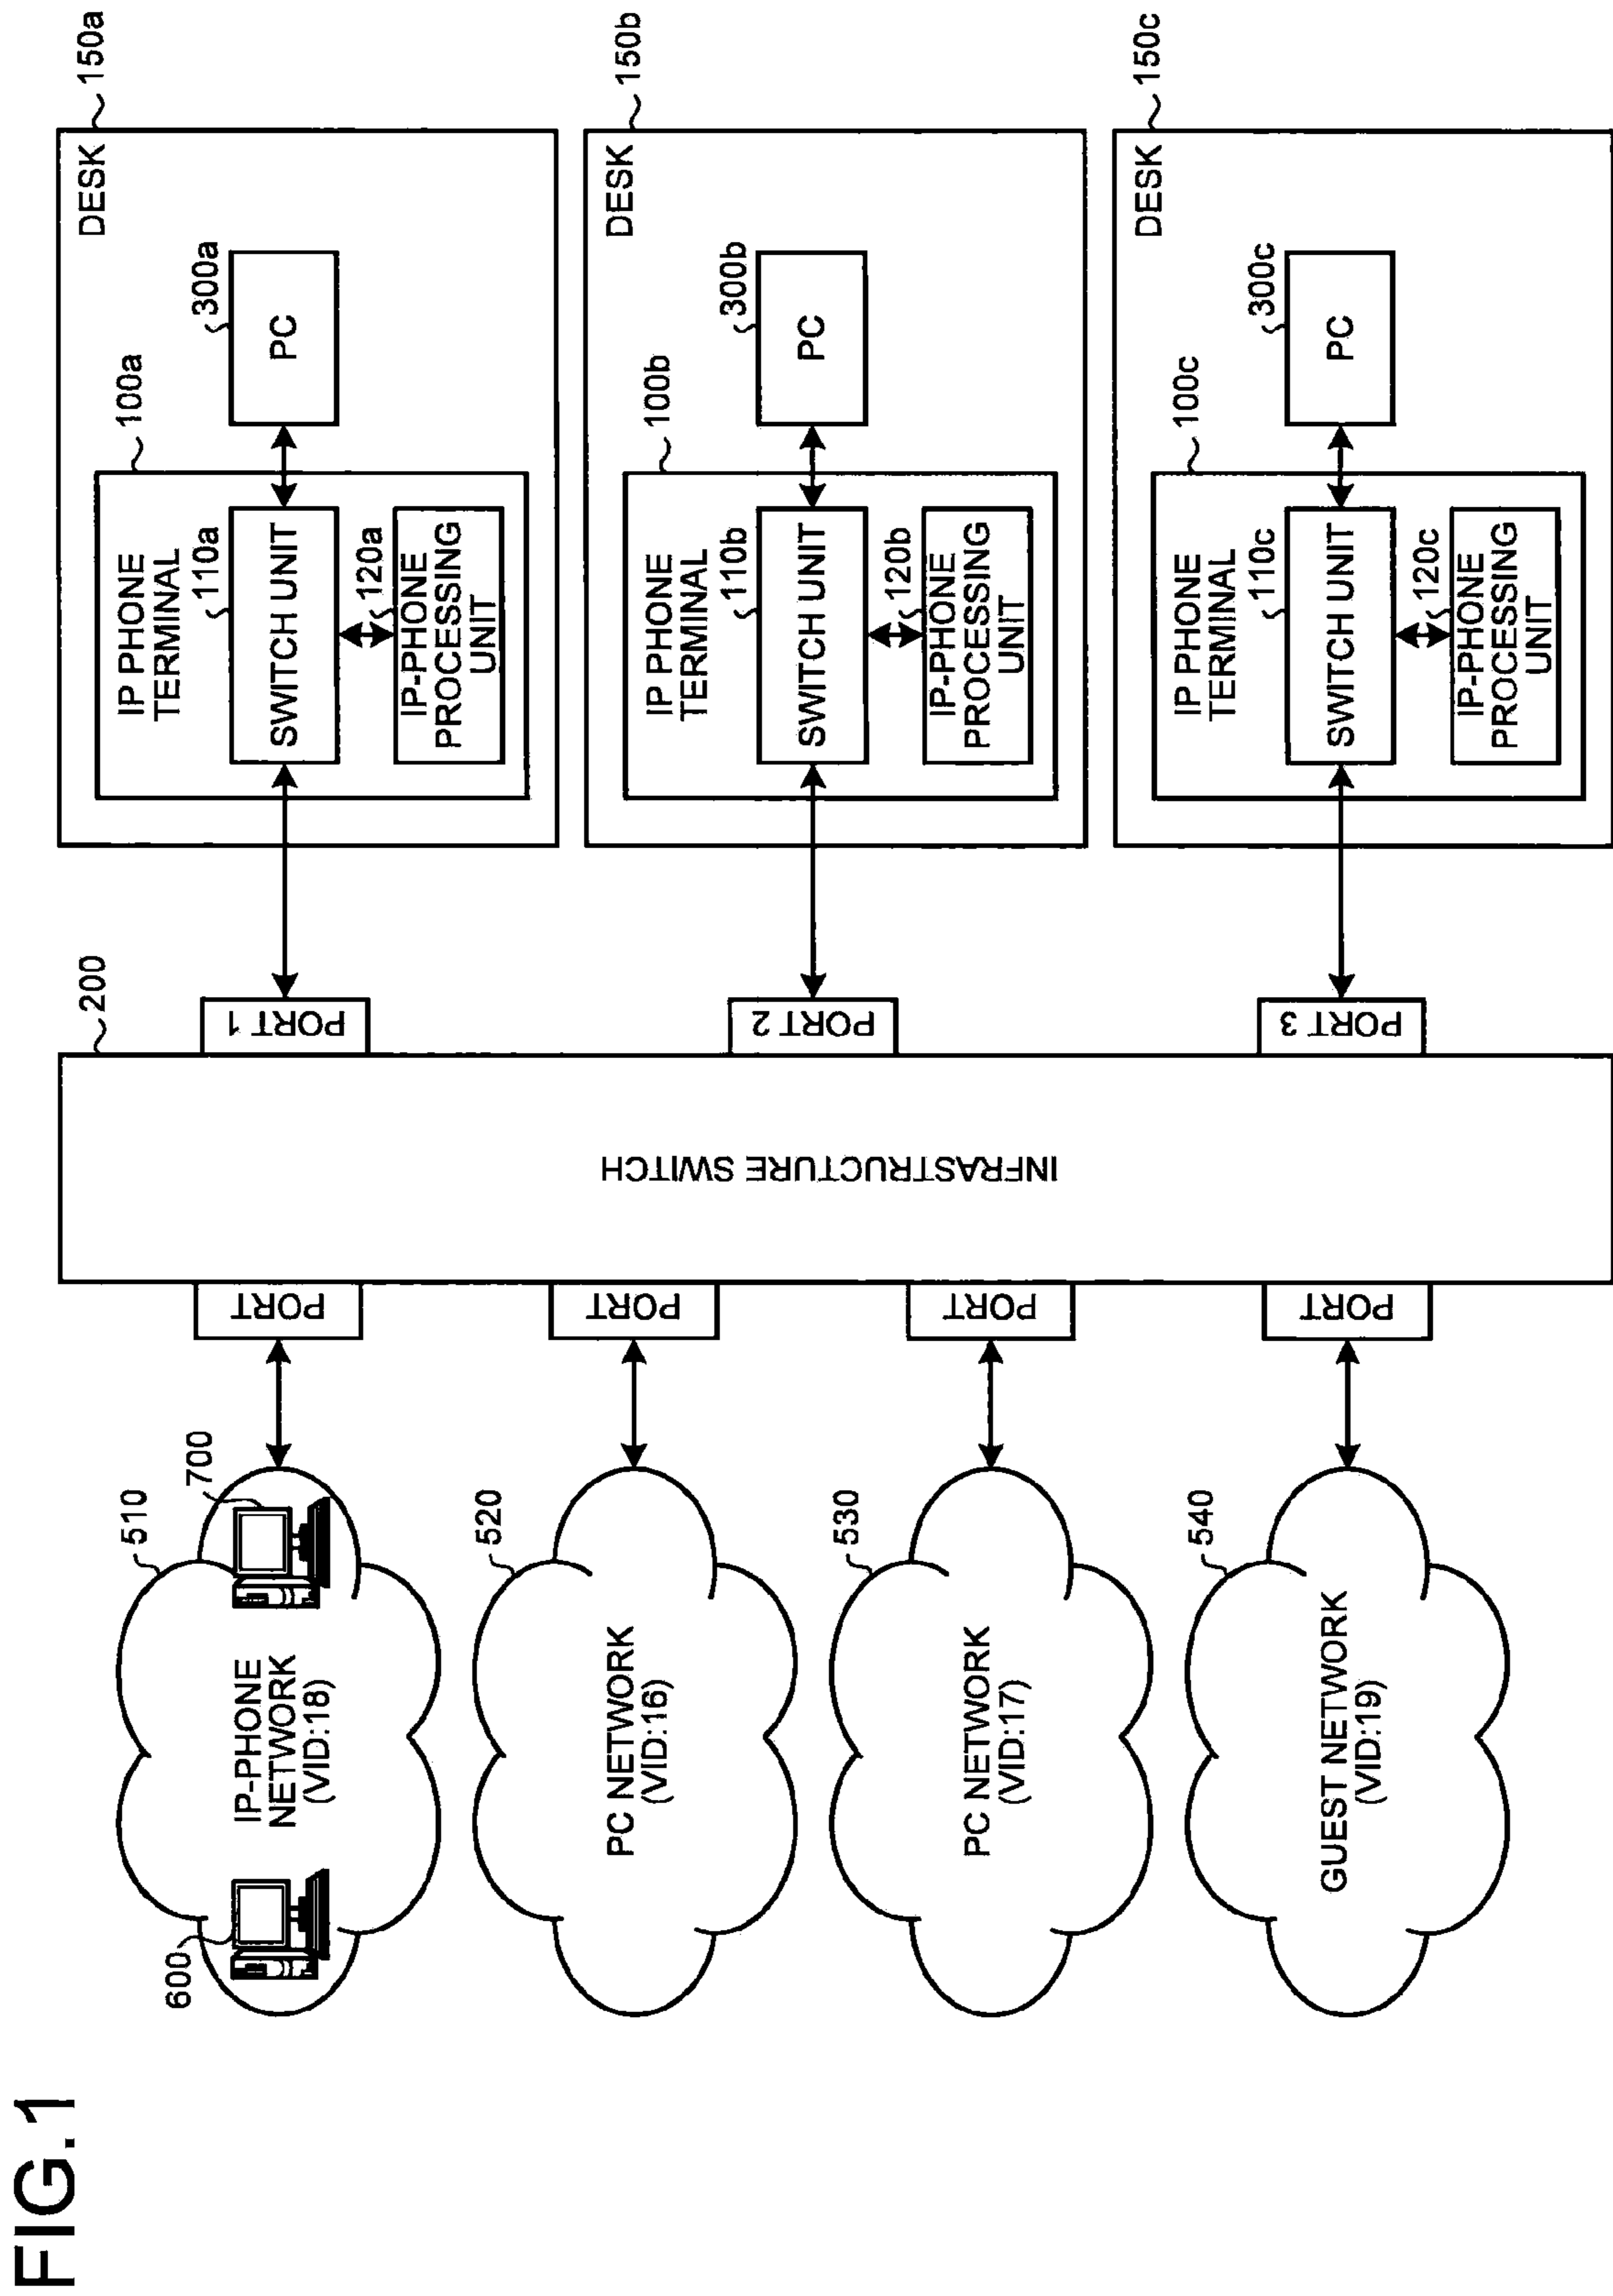 FIG.1
600
510
700
IP-PHONE
NETWORK
(VID:18)
PORT
520
PC NETWORK
(VID:16)
PORT
530
PC NETWORK
(VID:17)
PORT
540
GUEST NETWORK
(VID:19)
PORT
200
INFRASTRUCTURE SWITCH
PORT 1
PORT 2
PORT 3
150a
DESK
100a
IP PHONE
TERMINAL
110a
SWITCH UNIT
120a
IP-PHONE
PROCESSING
UNIT
300a
PC
150b
DESK
100b
IP PHONE
TERMINAL
110b
SWITCH UNIT
120b
IP-PHONE
PROCESSING
UNIT
300b
PC
150c
DESK
100c
IP PHONE
TERMINAL
110c
SWITCH UNIT
120c
IP-PHONE
PROCESSING
UNIT
300c
PC